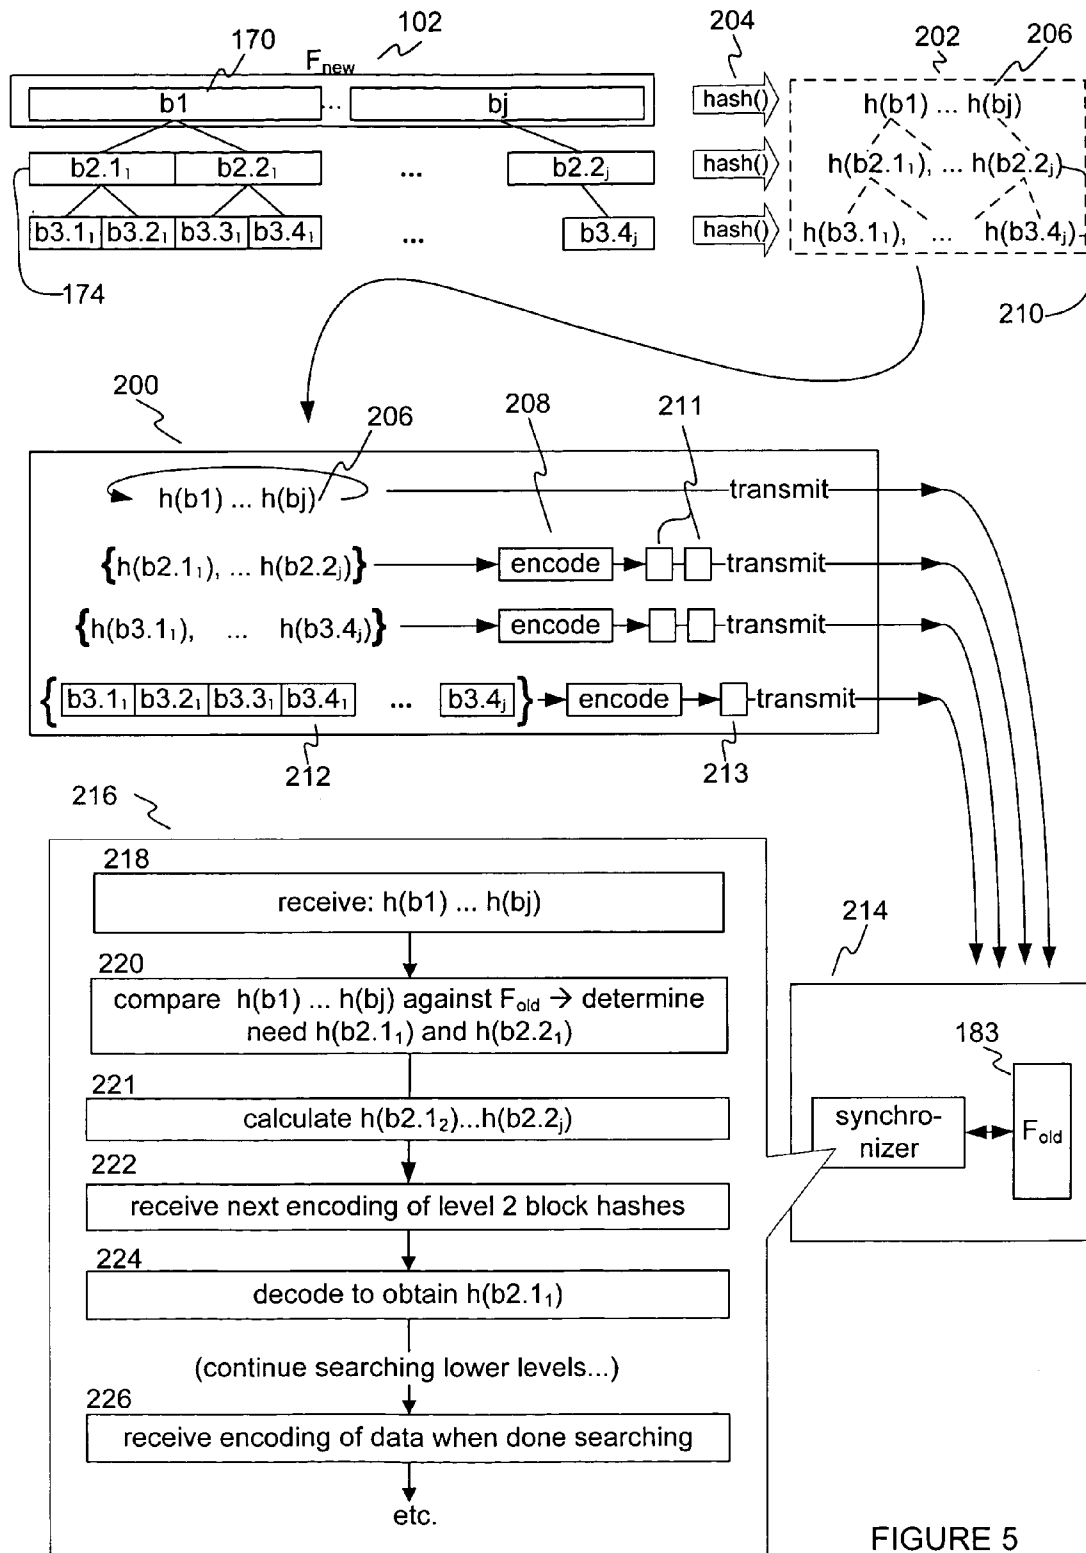 102
170
F_new
204
202
206
b1 ... bj
hash()
h(b1) ... h(bj)
b2.1₁ b2.2₁ ... b2.2ⱼ
hash()
h(b2.1₁), ... h(b2.2ⱼ)
b3.1₁ b3.2₁ b3.3₁ b3.4₁ ... b3.4ⱼ
hash()
h(b3.1₁), ... h(b3.4ⱼ)
174
210
200
206
208
211
h(b1) ... h(bj)
transmit
{h(b2.1₁), ... h(b2.2ⱼ)}
encode
transmit
{h(b3.1₁), ... h(b3.4ⱼ)}
encode
transmit
{ b3.1₁ b3.2₁ b3.3₁ b3.4₁ ... b3.4ⱼ }
encode
transmit
212
213
216
218
receive: h(b1) ... h(bj)
220
compare h(b1) ... h(bj) against F_old → determine
need h(b2.1₁) and h(b2.2₁)
221
calculate h(b2.1₂)...h(b2.2ⱼ)
222
receive next encoding of level 2 block hashes
224
decode to obtain h(b2.1₁)
(continue searching lower levels...)
226
receive encoding of data when done searching
etc.
214
183
synchro-
nizer
F_old
FIGURE 5